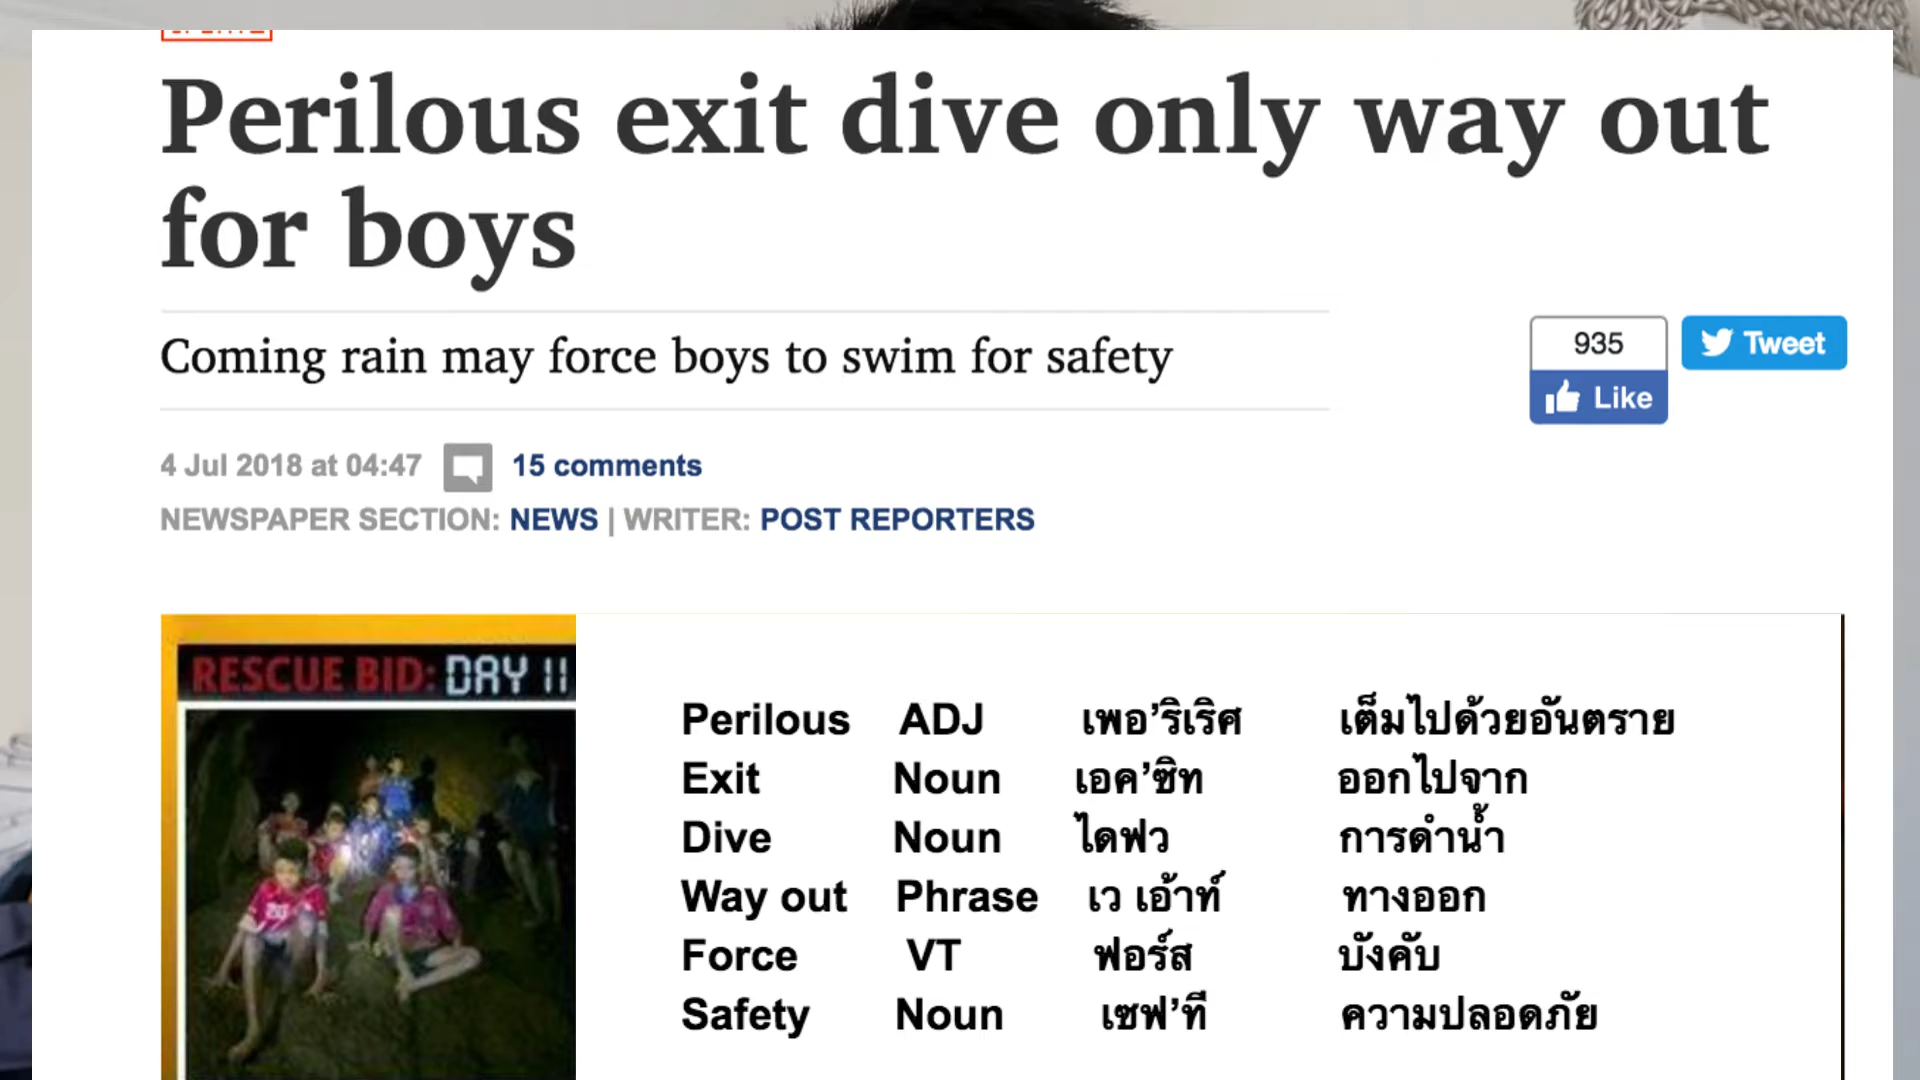 Perilous exit dive only way out
for boys
Coming rain may force boys to swim for safety
935
Like
Tweet
4 Jul 2018 at 04:47 15 comments
NEWSPAPER SECTION: NEWS | WRITER: POST REPORTERS
RESCUE BID: DAY 11
Perilous ADJ เพอ’ริเริศ เต็มไปด้วยอันตราย
Exit Noun เอค’ซิท ออกไปจาก
Dive Noun ไดฟว การดำน้ำ
Way out Phrase เว เอ้าท์ ทางออก
Force VT ฟอร์ส บังคับ
Safety Noun เซฟ’ที ความปลอดภัย